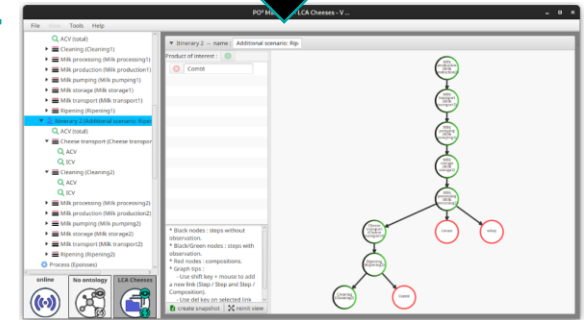 PO² Ma
LCA Cheeses - V...
File
Tools
Help
ACV (total)
Cleaning (Cleaning1)
Milk processing (Milk processing1)
Milk production (Milk production1)
Milk pumping (Milk pumping1)
Milk storage (Milk storage1)
Milk transport (Milk transport1)
Ripening (Ripening1)
Itinerary 2 (Additional scenario: Riper
ACV (total)
Cheese transport (Cheese transpor
ACV
ICV
Cleaning (Cleaning2)
ACV
ICV
Milk processing (Milk processing2)
Milk production (Milk production2)
Milk pumping (Milk pumping2)
Milk storage (Milk storage2)
Milk transport (Milk transport2)
Ripening (Ripening2)
Process (Epoisses)
online
No ontology
LCA Cheeses
Itinerary 2 — name : Additional scenario: Rip
Product of interest :
Comté
* Black nodes : steps without
observation.
* Black/Green nodes : steps with
observation.
* Red nodes : compositions.
* Graph tips :
- Use shift key + mouse to add
a new link (Step / Step and Step /
Composition).
- Use del key on selected link
create snapshot
remit view